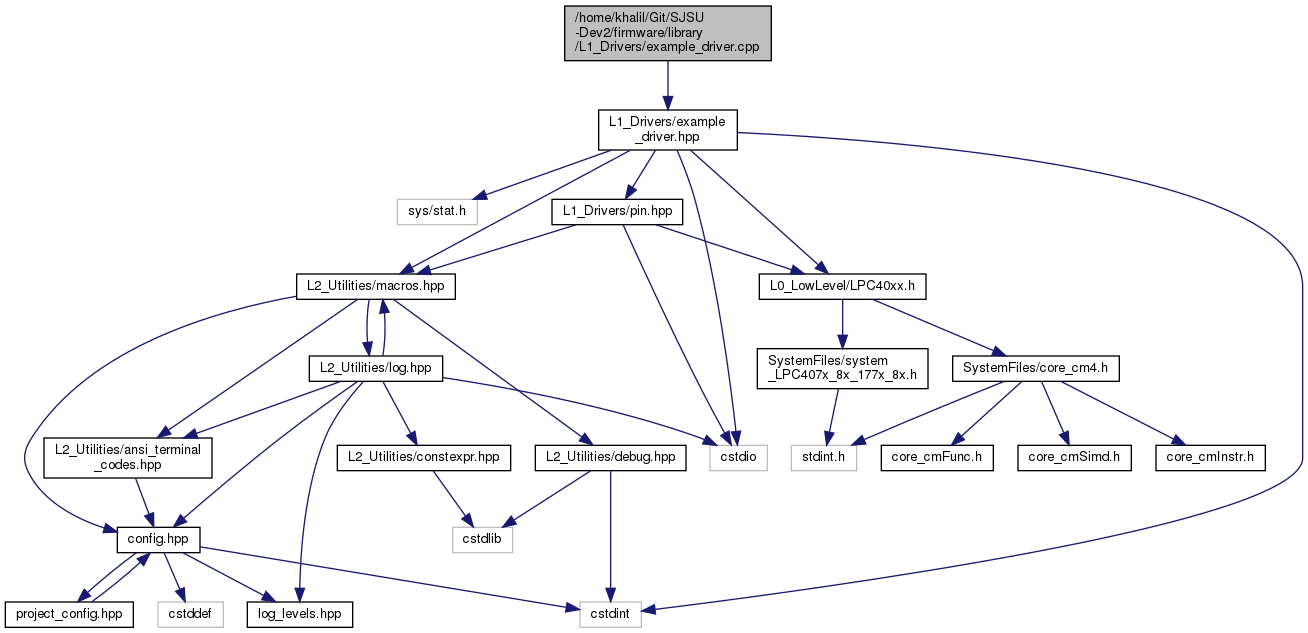 /home/khalil/Git/SJSU
-Dev2/firmware/library
/L1_Drivers/example_driver.cpp
L1_Drivers/example
_driver.hpp
sys/stat.h
L1_Drivers/pin.hpp
L2_Utilities/macros.hpp
L0_LowLevel/LPC40xx.h
L2_Utilities/log.hpp
SystemFiles/system
_LPC407x_8x_177x_8x.h
SystemFiles/core_cm4.h
L2_Utilities/ansi_terminal
_codes.hpp
L2_Utilities/constexpr.hpp
L2_Utilities/debug.hpp
cstdio
stdint.h
core_cmFunc.h
core_cmSimd.h
core_cmInstr.h
config.hpp
cstdlib
project_config.hpp
cstddef
log_levels.hpp
cstdint